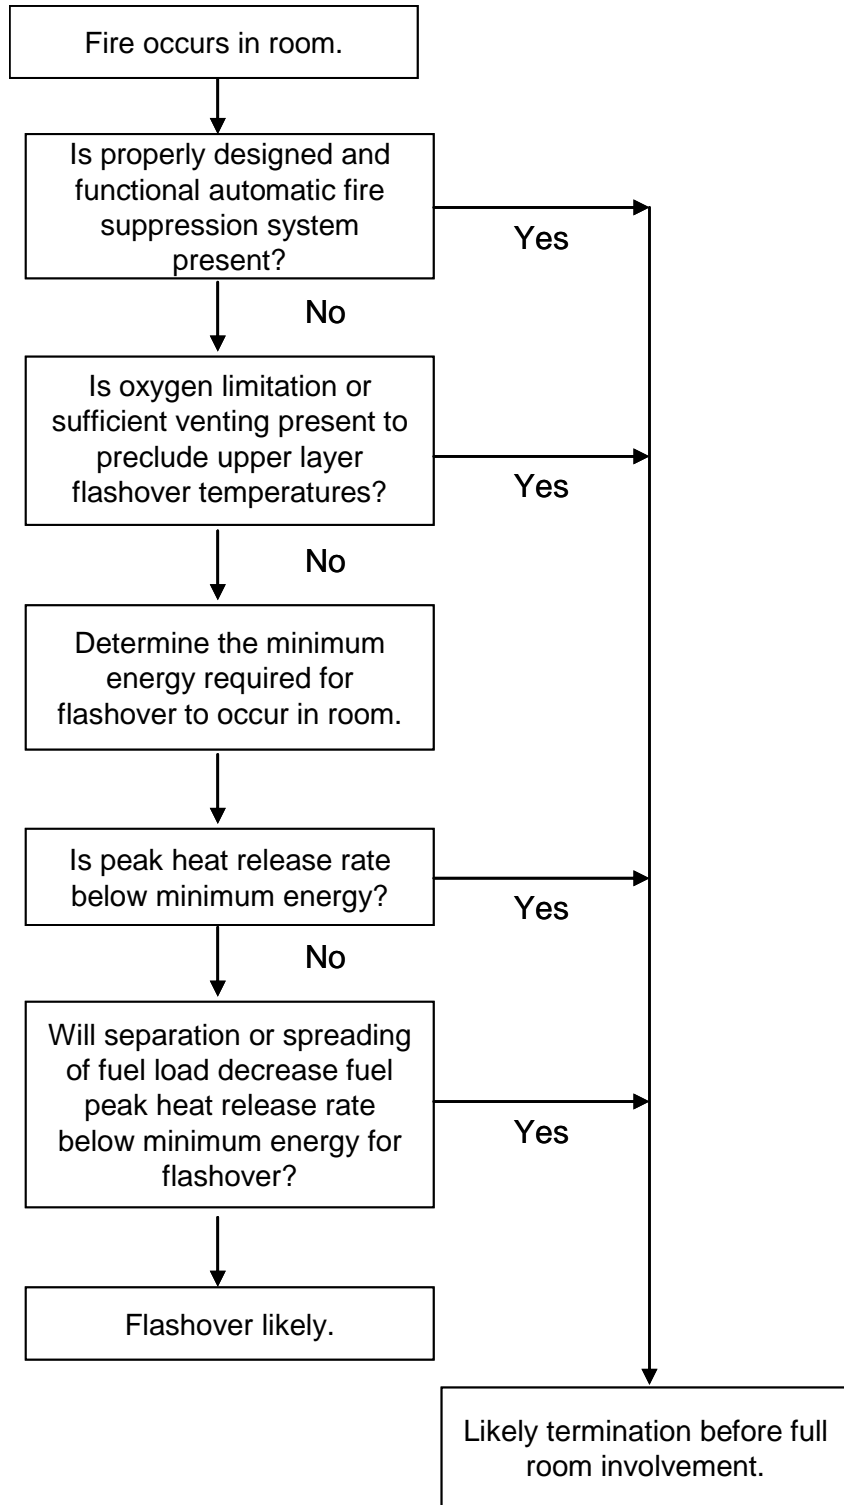 Fire occurs in room.
Is properly designed and
functional automatic fire
suppression system
present?
Yes
No
Is oxygen limitation or
sufficient venting present to
preclude upper layer
flashover temperatures?
Yes
No
Determine the minimum
energy required for
flashover to occur in room.
Is peak heat release rate
below minimum energy?
Yes
No
Will separation or spreading
of fuel load decrease fuel
peak heat release rate
below minimum energy for
flashover?
Yes
Flashover likely.
Likely termination before full
room involvement.